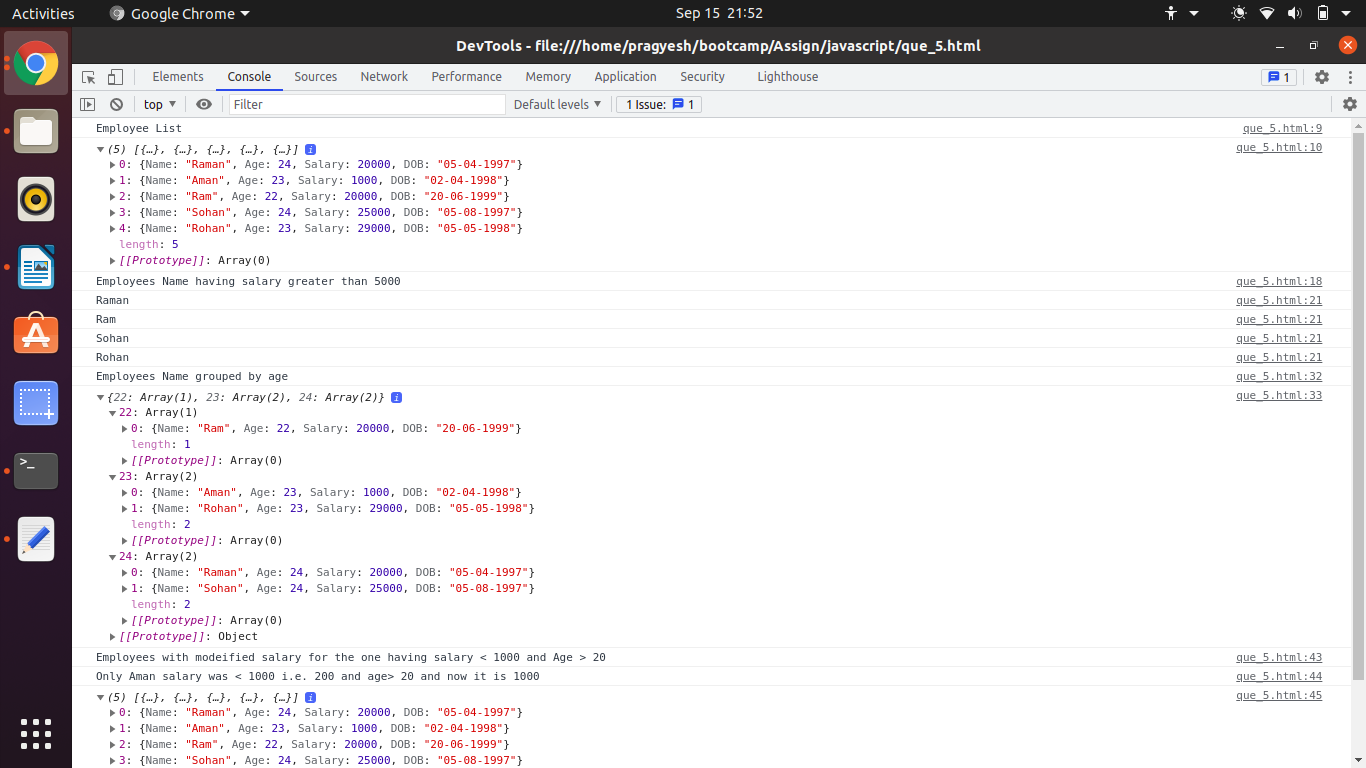 Activities Google Chrome Sep 15 21:52
DevTools - file:///home/pragyesh/bootcamp/Assign/javascript/que_5.html
Elements Console Sources Network Performance Memory Application Security Lighthouse 1
top Filter Default levels 1 Issue: 1
Employee List que_5.html:9
(5) [{…}, {…}, {…}, {…}, {…}] i que_5.html:10
0: {Name: "Raman", Age: 24, Salary: 20000, DOB: "05-04-1997"}
1: {Name: "Aman", Age: 23, Salary: 1000, DOB: "02-04-1998"}
2: {Name: "Ram", Age: 22, Salary: 20000, DOB: "20-06-1999"}
3: {Name: "Sohan", Age: 24, Salary: 25000, DOB: "05-08-1997"}
4: {Name: "Rohan", Age: 23, Salary: 29000, DOB: "05-05-1998"}
length: 5
[[Prototype]]: Array(0)
Employees Name having salary greater than 5000 que_5.html:18
Raman que_5.html:21
Ram que_5.html:21
Sohan que_5.html:21
Rohan que_5.html:21
Employees Name grouped by age que_5.html:32
{22: Array(1), 23: Array(2), 24: Array(2)} i que_5.html:33
22: Array(1)
0: {Name: "Ram", Age: 22, Salary: 20000, DOB: "20-06-1999"}
length: 1
[[Prototype]]: Array(0)
23: Array(2)
0: {Name: "Aman", Age: 23, Salary: 1000, DOB: "02-04-1998"}
1: {Name: "Rohan", Age: 23, Salary: 29000, DOB: "05-05-1998"}
length: 2
[[Prototype]]: Array(0)
24: Array(2)
0: {Name: "Raman", Age: 24, Salary: 20000, DOB: "05-04-1997"}
1: {Name: "Sohan", Age: 24, Salary: 25000, DOB: "05-08-1997"}
length: 2
[[Prototype]]: Array(0)
[[Prototype]]: Object
Employees with modeified salary for the one having salary < 1000 and Age > 20 que_5.html:43
Only Aman salary was < 1000 i.e. 200 and age> 20 and now it is 1000 que_5.html:44
(5) [{…}, {…}, {…}, {…}, {…}] i que_5.html:45
0: {Name: "Raman", Age: 24, Salary: 20000, DOB: "05-04-1997"}
1: {Name: "Aman", Age: 23, Salary: 1000, DOB: "02-04-1998"}
2: {Name: "Ram", Age: 22, Salary: 20000, DOB: "20-06-1999"}
3: {Name: "Sohan", Age: 24, Salary: 25000, DOB: "05-08-1997"}